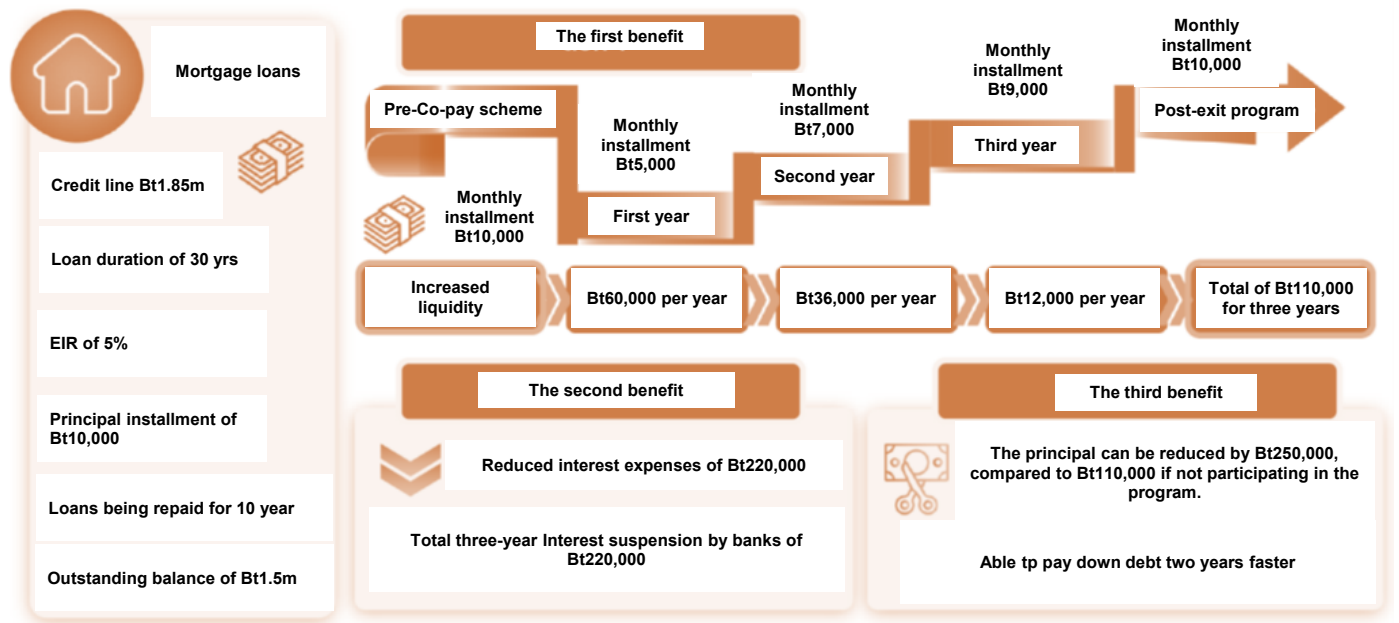 Mortgage loans
Credit line Bt1.85m
Loan duration of 30 yrs
EIR of 5%
Principal installment of
Bt10,000
Loans being repaid for 10 year
Outstanding balance of Bt1.5m
The first benefit
Pre-Co-pay scheme
Monthly
installment
Bt10,000
Monthly
installment
Bt5,000
First year
Monthly
installment
Bt7,000
Second year
Monthly
installment
Bt9,000
Third year
Monthly
installment
Bt10,000
Post-exit program
Increased
liquidity
Bt60,000 per year
Bt36,000 per year
Bt12,000 per year
Total of Bt110,000
for three years
The second benefit
Reduced interest expenses of Bt220,000
Total three-year Interest suspension by banks of
Bt220,000
The third benefit
The principal can be reduced by Bt250,000,
compared to Bt110,000 if not participating in the
program.
Able tp pay down debt two years faster